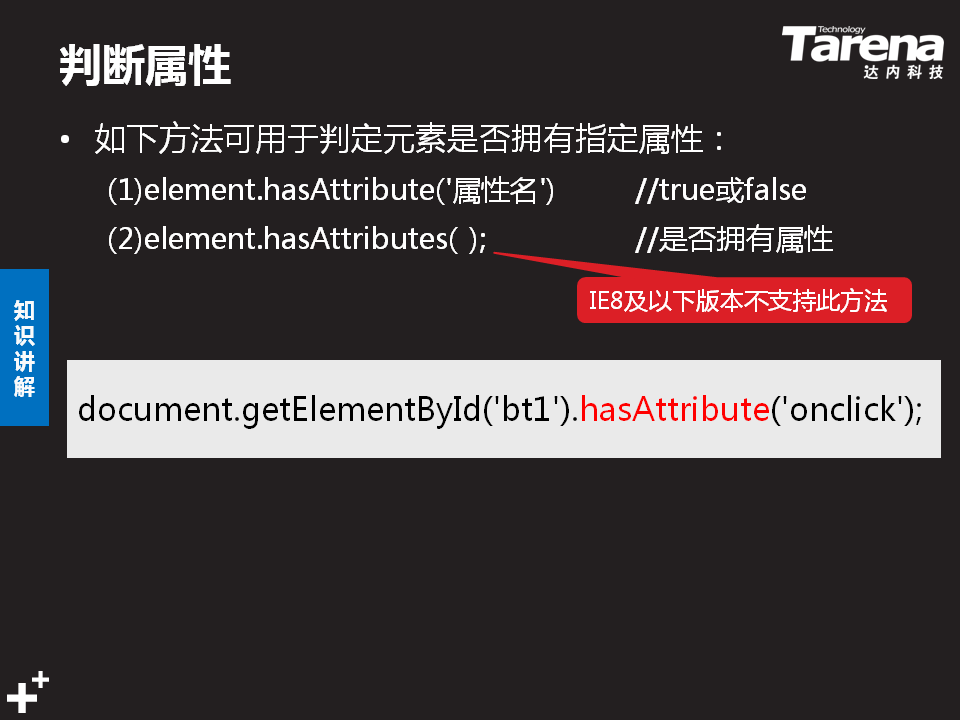 判断属性
Technology
Tarena
达内科技
• 如下方法可用于判定元素是否拥有指定属性：
(1)element.hasAttribute('属性名') //true或false
(2)element.hasAttributes( ); //是否拥有属性
IE8及以下版本不支持此方法
知识讲解
document.getElementById('bt1').hasAttribute('onclick');